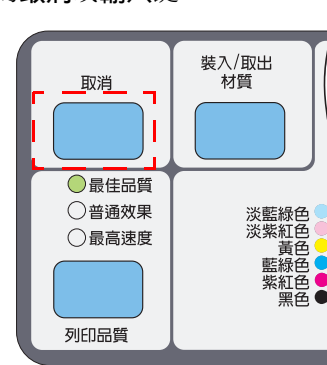 取消
裝入/取出
材質
最佳品質
普通效果
最高速度
列印品質
淡藍綠色
淡紫紅色
黃色
藍綠色
紫紅色
黑色